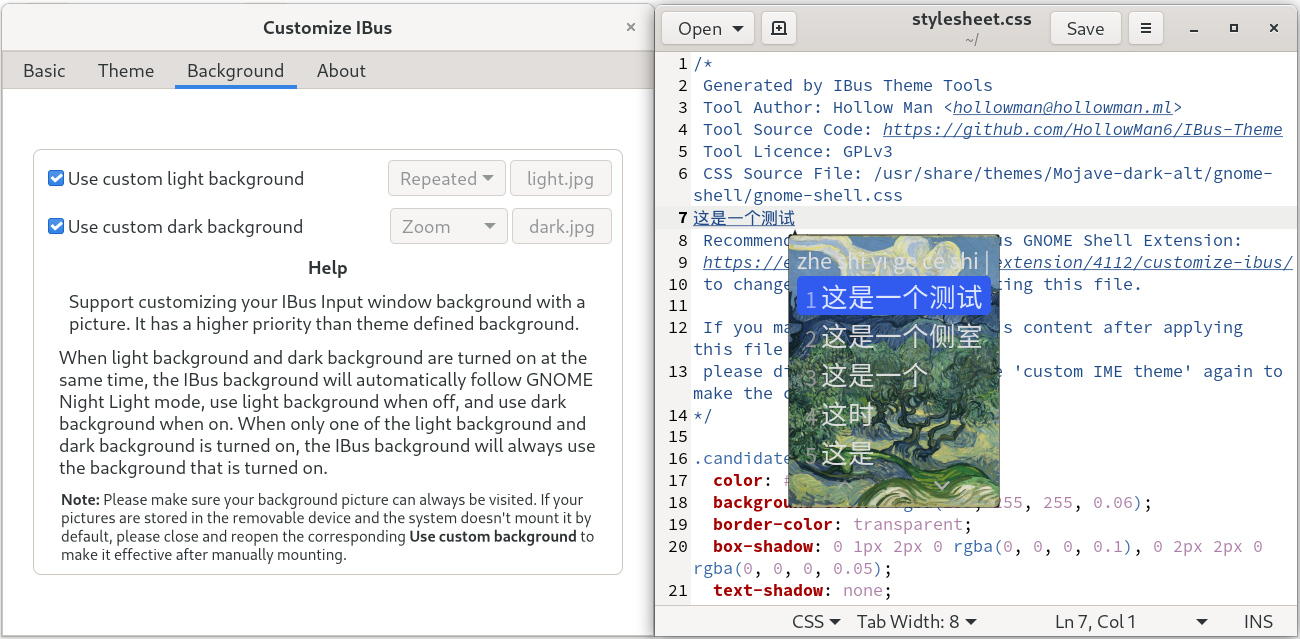 Customize IBus
×
Basic
Theme
Background
About
Use custom light background
Repeated
light.jpg
Use custom dark background
Zoom
dark.jpg
Help
Support customizing your IBus Input window background with a
picture. It has a higher priority than theme defined background.
When light background and dark background are turned on at the
same time, the IBus background will automatically follow GNOME
Night Light mode, use light background when off, and use dark
background when on. When only one of the light background and
dark background is turned on, the IBus background will always use
the background that is turned on.
Note: Please make sure your background picture can always be visited. If your
pictures are stored in the removable device and the system doesn't mount it by
default, please close and reopen the corresponding Use custom background to
make it effective after manually mounting.
Open
stylesheet.css
~/
Save
1 /*
2 Generated by IBus Theme Tools
3 Tool Author: Hollow Man <hollowman@hollowman.ml>
4 Tool Source Code: https://github.com/HollowMan6/IBus-Theme
5 Tool Licence: GPLv3
6 CSS Source File: /usr/share/themes/Mojave-dark-alt/gnome-
shell/gnome-shell.css
7 这是一个测试
8 Recommend us GNOME Shell Extension:
9 https://e extension/4112/customize-ibus/
10 to change ting this file.
11
12 If you ma s content after applying
this file
13 please di e 'custom IME theme' again to
make the c
14 */
15
16 .candidate
17 color: #
18 backgrou 255, 255, 0.06);
19 border-color: transparent;
20 box-shadow: 0 1px 2px 0 rgba(0, 0, 0, 0.1), 0 2px 2px 0
rgba(0, 0, 0, 0.05);
21 text-shadow: none;
zhe shi yi ge ce shi |
1 这是一个测试
2 这是一个侧室
3 这是一个
4 这时
5 这是
CSS
Tab Width: 8
Ln 7, Col 1
INS